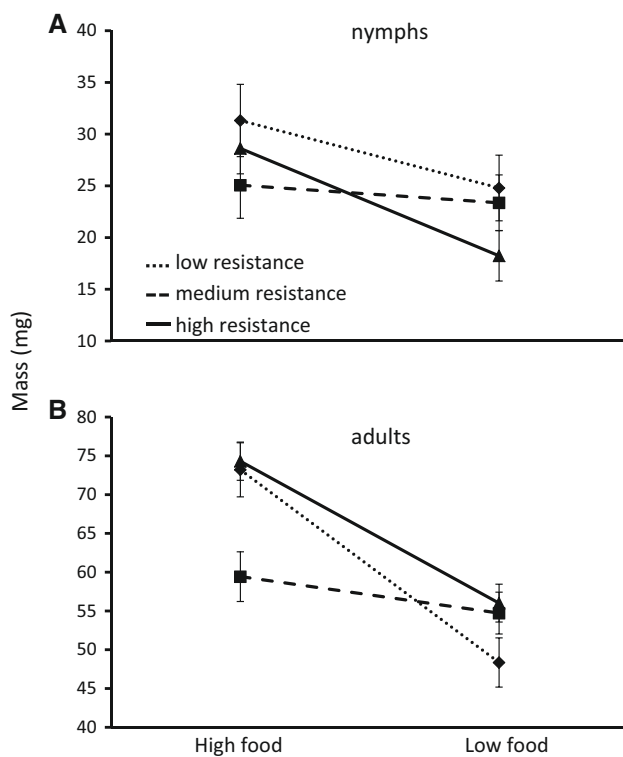 A
nymphs
40
35
30
25
20
15
10
low resistance
medium resistance
high resistance
Mass (mg)
B
adults
80
75
70
65
60
55
50
45
40
High food
Low food